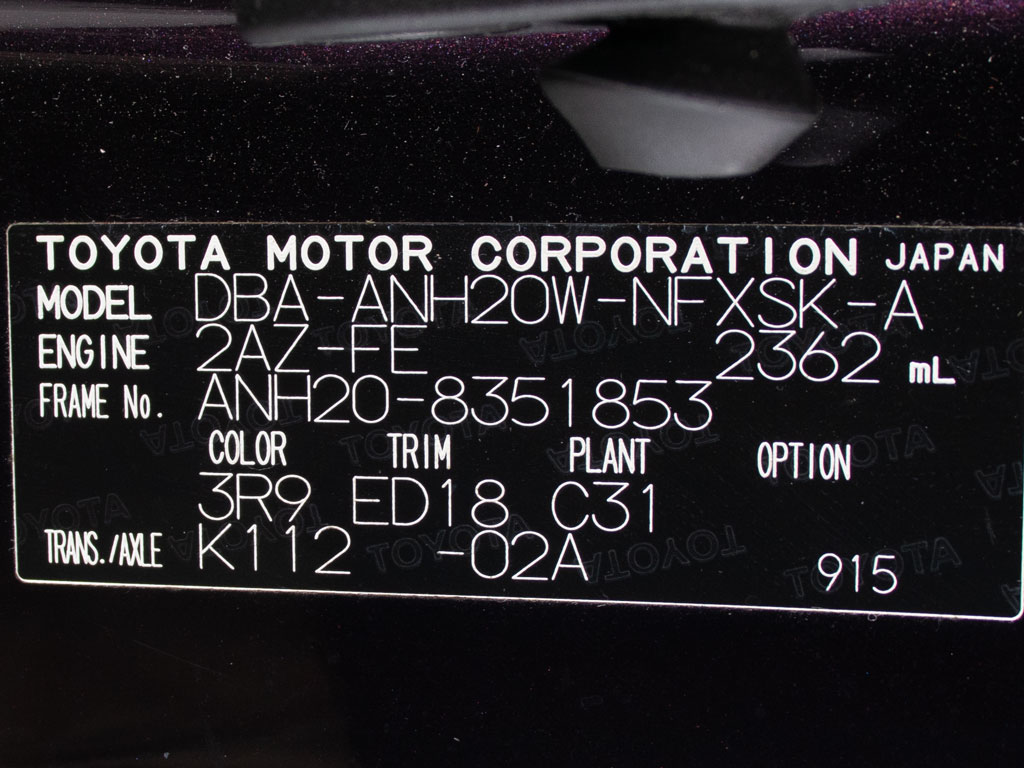 TOYOTA MOTOR CORPORATION JAPAN
MODEL DBA-ANH20W-NFXSK-A
ENGINE 2AZ-FE 2362 mL
FRAME No. ANH20-8351853
COLOR TRIM PLANT OPTION
3R9 ED18 C31
TRANS./AXLE K112 -02A 915